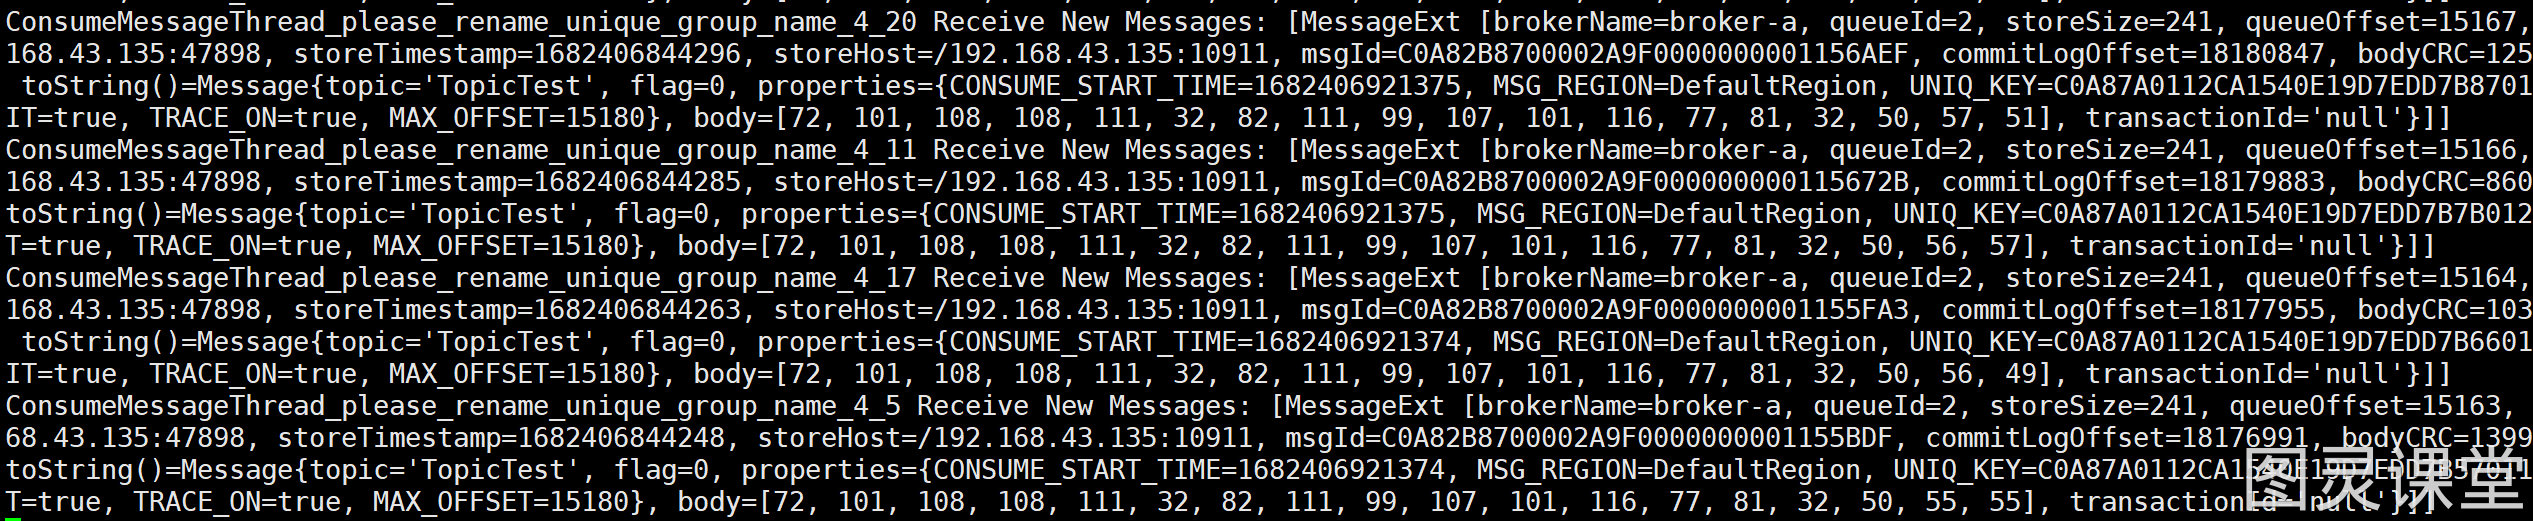 ConsumeMessageThread_please_rename_unique_group_name_4_20 Receive New Messages: [MessageExt [brokerName=broker-a, queueId=2, storeSize=241, queueOffset=15167,
168.43.135:47898, storeTimestamp=1682406844296, storeHost=/192.168.43.135:10911, msgId=C0A82B8700002A9F0000000001156AEF, commitLogOffset=18180847, bodyCRC=125
toString()=Message{topic='TopicTest', flag=0, properties={CONSUME_START_TIME=1682406921375, MSG_REGION=DefaultRegion, UNIQ_KEY=C0A87A0112CA1540E19D7EDD7B8701
IT=true, TRACE_ON=true, MAX_OFFSET=15180}, body=[72, 101, 108, 108, 111, 32, 82, 111, 99, 107, 101, 116, 77, 81, 32, 50, 57, 51], transactionId='null'}]]
ConsumeMessageThread_please_rename_unique_group_name_4_11 Receive New Messages: [MessageExt [brokerName=broker-a, queueId=2, storeSize=241, queueOffset=15166,
168.43.135:47898, storeTimestamp=1682406844285, storeHost=/192.168.43.135:10911, msgId=C0A82B8700002A9F000000000115672B, commitLogOffset=18179883, bodyCRC=860
toString()=Message{topic='TopicTest', flag=0, properties={CONSUME_START_TIME=1682406921375, MSG_REGION=DefaultRegion, UNIQ_KEY=C0A87A0112CA1540E19D7EDD7B7B012
T=true, TRACE_ON=true, MAX_OFFSET=15180}, body=[72, 101, 108, 108, 111, 32, 82, 111, 99, 107, 101, 116, 77, 81, 32, 50, 56, 57], transactionId='null'}]]
ConsumeMessageThread_please_rename_unique_group_name_4_17 Receive New Messages: [MessageExt [brokerName=broker-a, queueId=2, storeSize=241, queueOffset=15164,
168.43.135:47898, storeTimestamp=1682406844263, storeHost=/192.168.43.135:10911, msgId=C0A82B8700002A9F0000000001155FA3, commitLogOffset=18177955, bodyCRC=103
toString()=Message{topic='TopicTest', flag=0, properties={CONSUME_START_TIME=1682406921374, MSG_REGION=DefaultRegion, UNIQ_KEY=C0A87A0112CA1540E19D7EDD7B6601
IT=true, TRACE_ON=true, MAX_OFFSET=15180}, body=[72, 101, 108, 108, 111, 32, 82, 111, 99, 107, 101, 116, 77, 81, 32, 50, 56, 49], transactionId='null'}]]
ConsumeMessageThread_please_rename_unique_group_name_4_5 Receive New Messages: [MessageExt [brokerName=broker-a, queueId=2, storeSize=241, queueOffset=15163,
68.43.135:47898, storeTimestamp=1682406844248, storeHost=/192.168.43.135:10911, msgId=C0A82B8700002A9F0000000001155BDF, commitLogOffset=18176991, bodyCRC=1399
toString()=Message{topic='TopicTest', flag=0, properties={CONSUME_START_TIME=1682406921374, MSG_REGION=DefaultRegion,
T=true, TRACE_ON=true, MAX_OFFSET=15180}, body=[72, 101, 108, 108, 111, 32, 82, 111, 99, 107, 101, 116, 77, 81, 32, 50, 55, 55], transactionId='null'}]]
图灵课堂